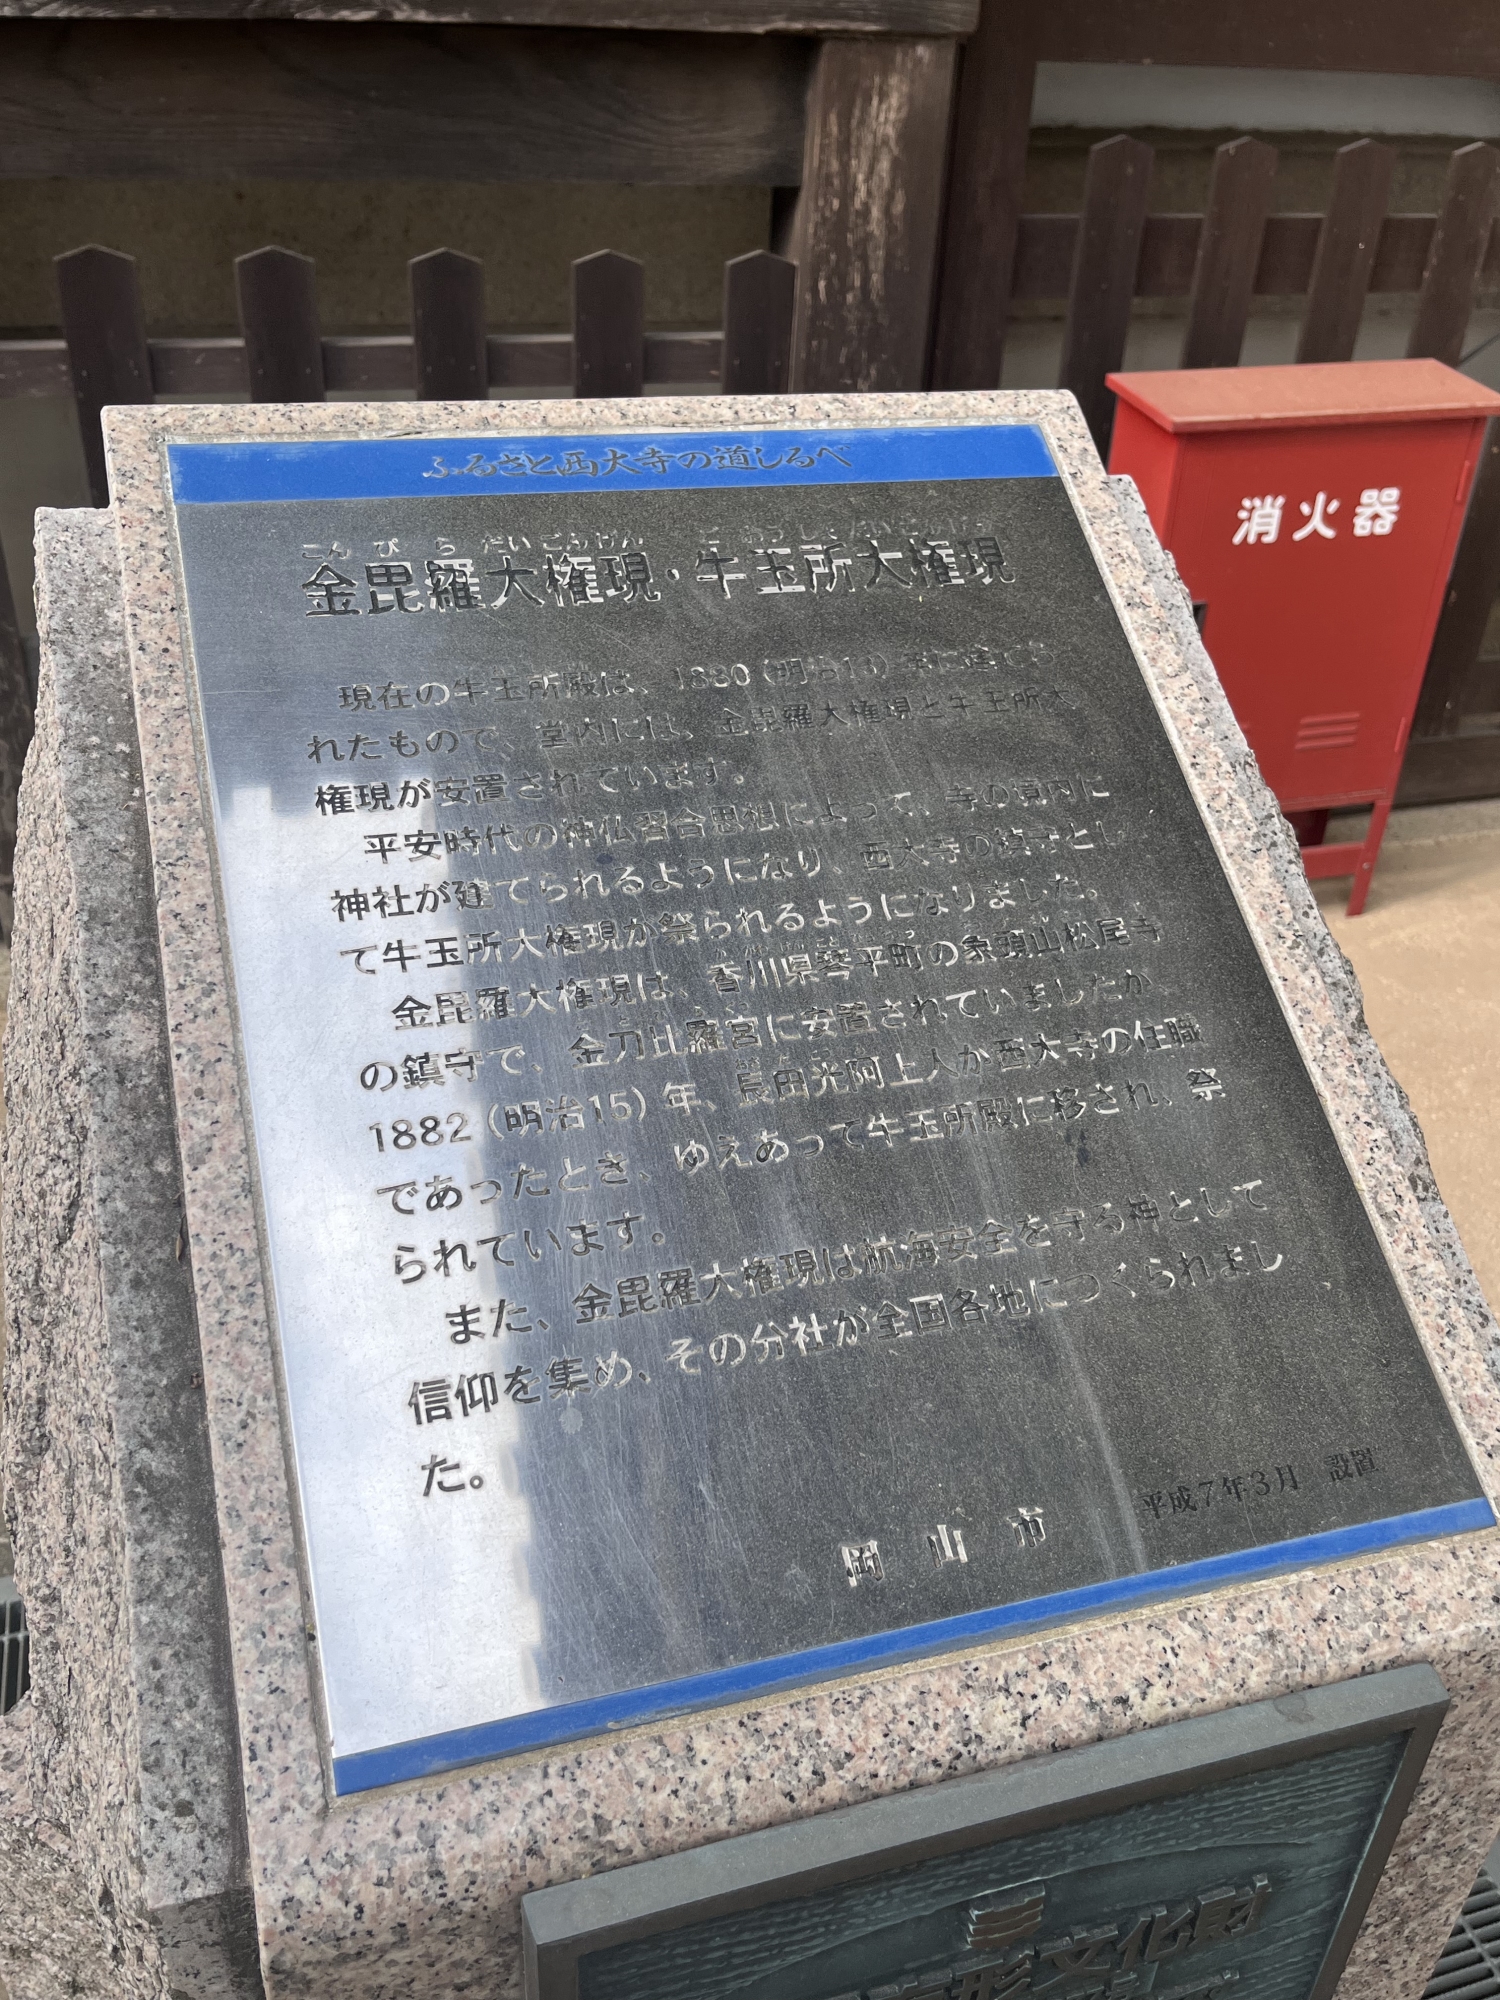 ふるさと西大寺の道しるべ
こんぴらだいごんげん　ごおうしょだいごんげん
金毘羅大権現・牛玉所大権現
現在の牛玉所殿は、1880（明治13）年に建てら
れたもので、堂内には、金毘羅大権現と牛玉所大
権現が安置されています。
平安時代の神仏習合思想によって、寺の境内に
神社が建てられるようになり、西大寺の鎮守とし
て牛玉所大権現が祭られるようになりました。
金毘羅大権現は、香川県琴平町の象頭山松尾寺
の鎮守で、金刀比羅宮に安置されていましたが、
1882（明治15）年、長田光阿上人が西大寺の住職
であったとき、ゆえあって牛玉所殿に移され、祭
られています。
また、金毘羅大権現は航海安全を守る神として
信仰を集め、その分社が全国各地につくられまし
た。
平成７年３月　設置
岡山市
消火器
文化財